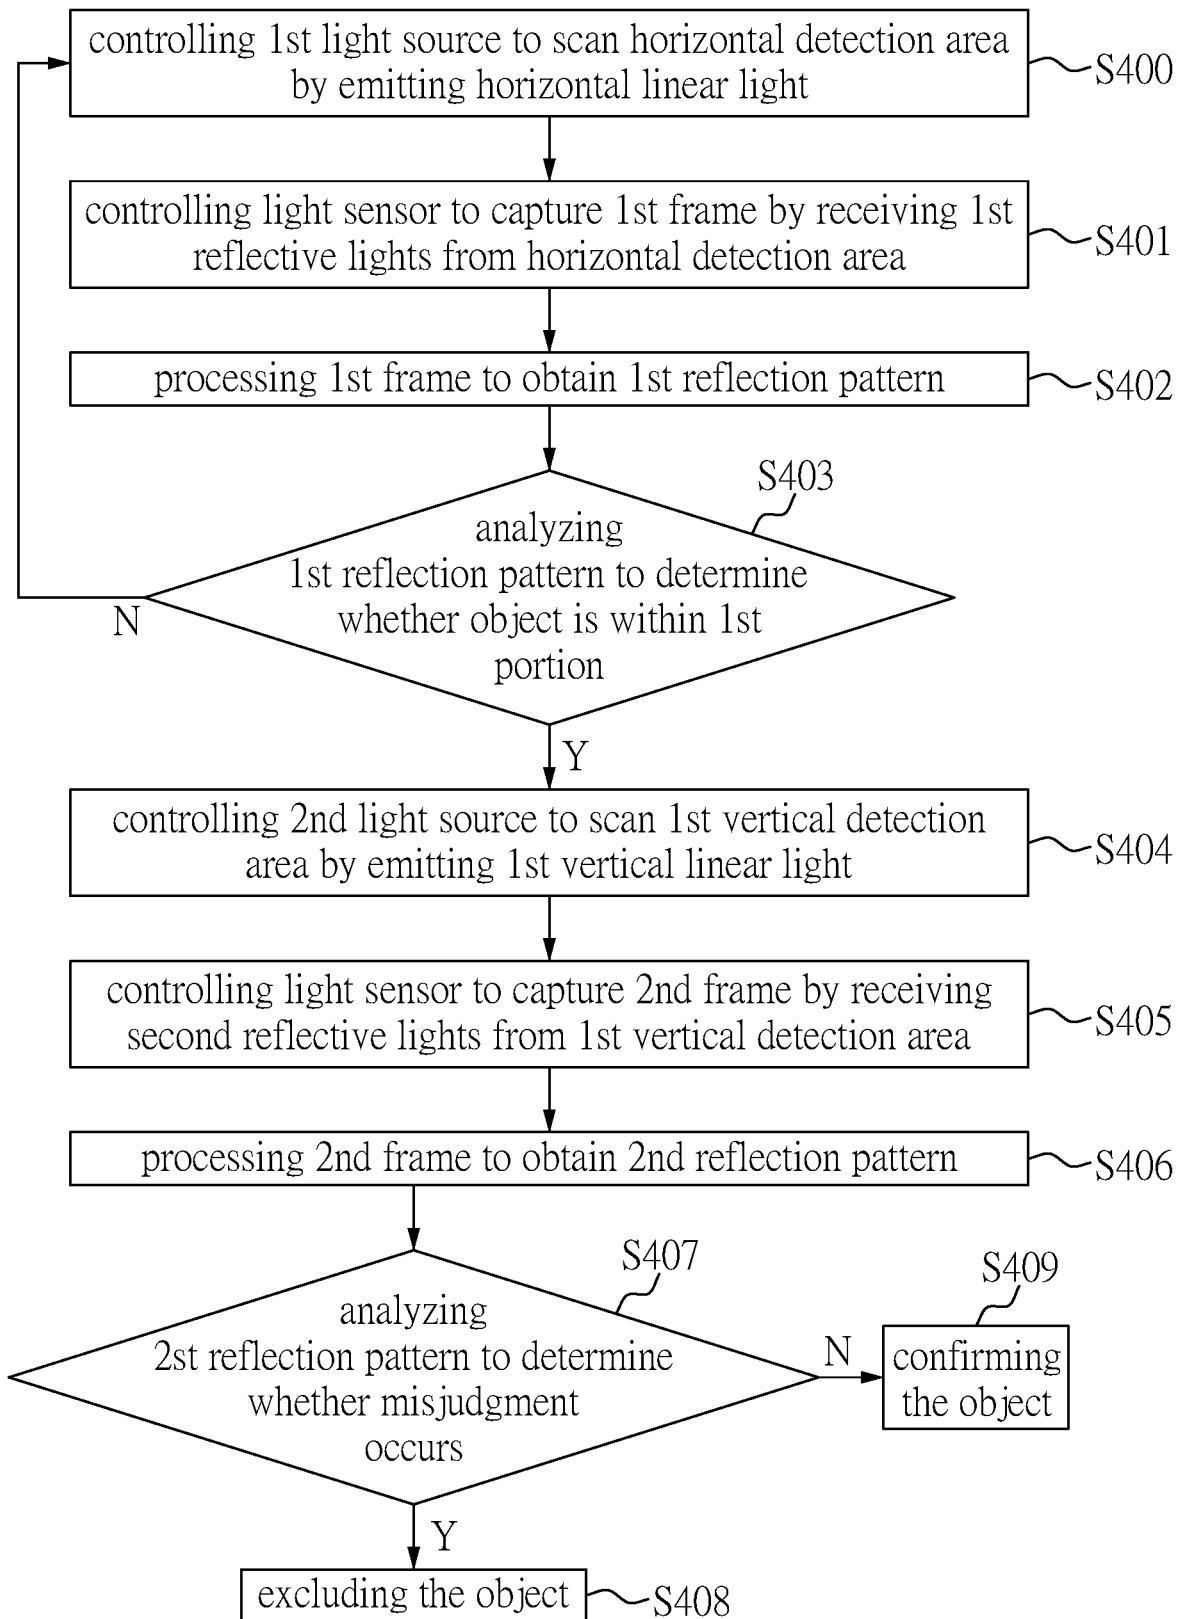 controlling 1st light source to scan horizontal detection area
by emitting horizontal linear light
S400
controlling light sensor to capture 1st frame by receiving 1st
reflective lights from horizontal detection area
S401
processing 1st frame to obtain 1st reflection pattern
S402
S403
analyzing
1st reflection pattern to determine
whether object is within 1st
portion
N
Y
controlling 2nd light source to scan 1st vertical detection
area by emitting 1st vertical linear light
S404
controlling light sensor to capture 2nd frame by receiving
second reflective lights from 1st vertical detection area
S405
processing 2nd frame to obtain 2nd reflection pattern
S406
S407
analyzing
2st reflection pattern to determine
whether misjudgment
occurs
N
S409
confirming
the object
Y
excluding the object
S408